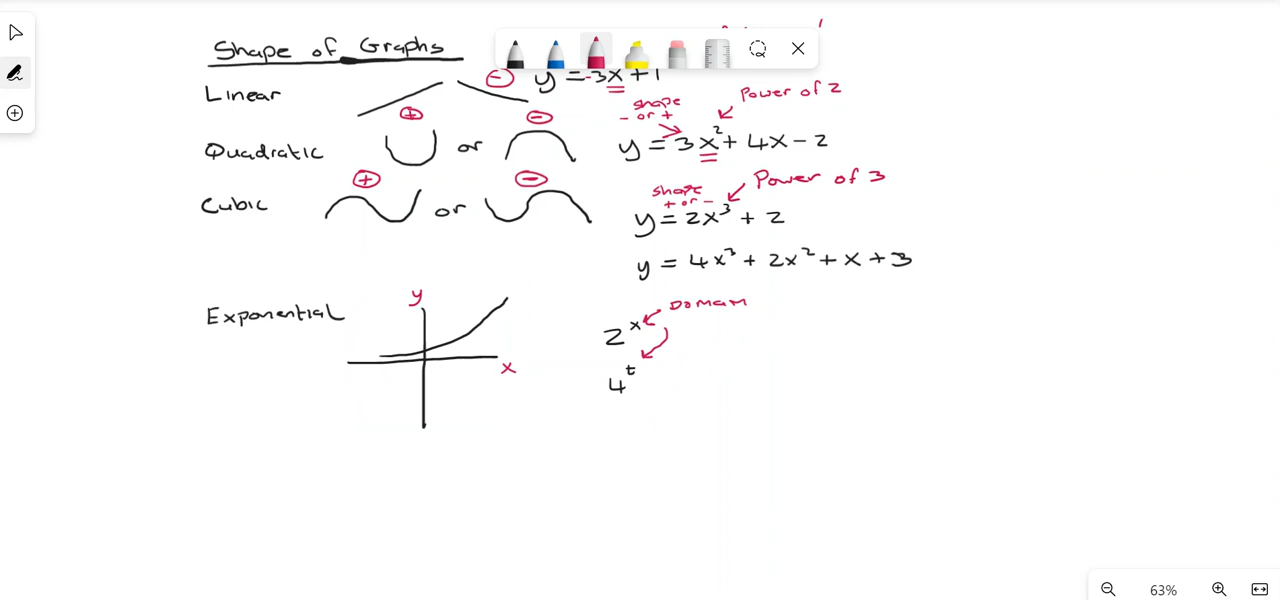 Shape of Graphs
Linear ⊖ y = -3x + 1
shape - or + Power of 2
⊕ ⊖
Quadratic or y = 3x² + 4x - 2
⊕ ⊖ shape + or - Power of 3
Cubic or y = 2x³ + 2
y = 4x³ + 2x² + x + 3
Exponential y x
Domain
2ˣ
4ᵗ
63%